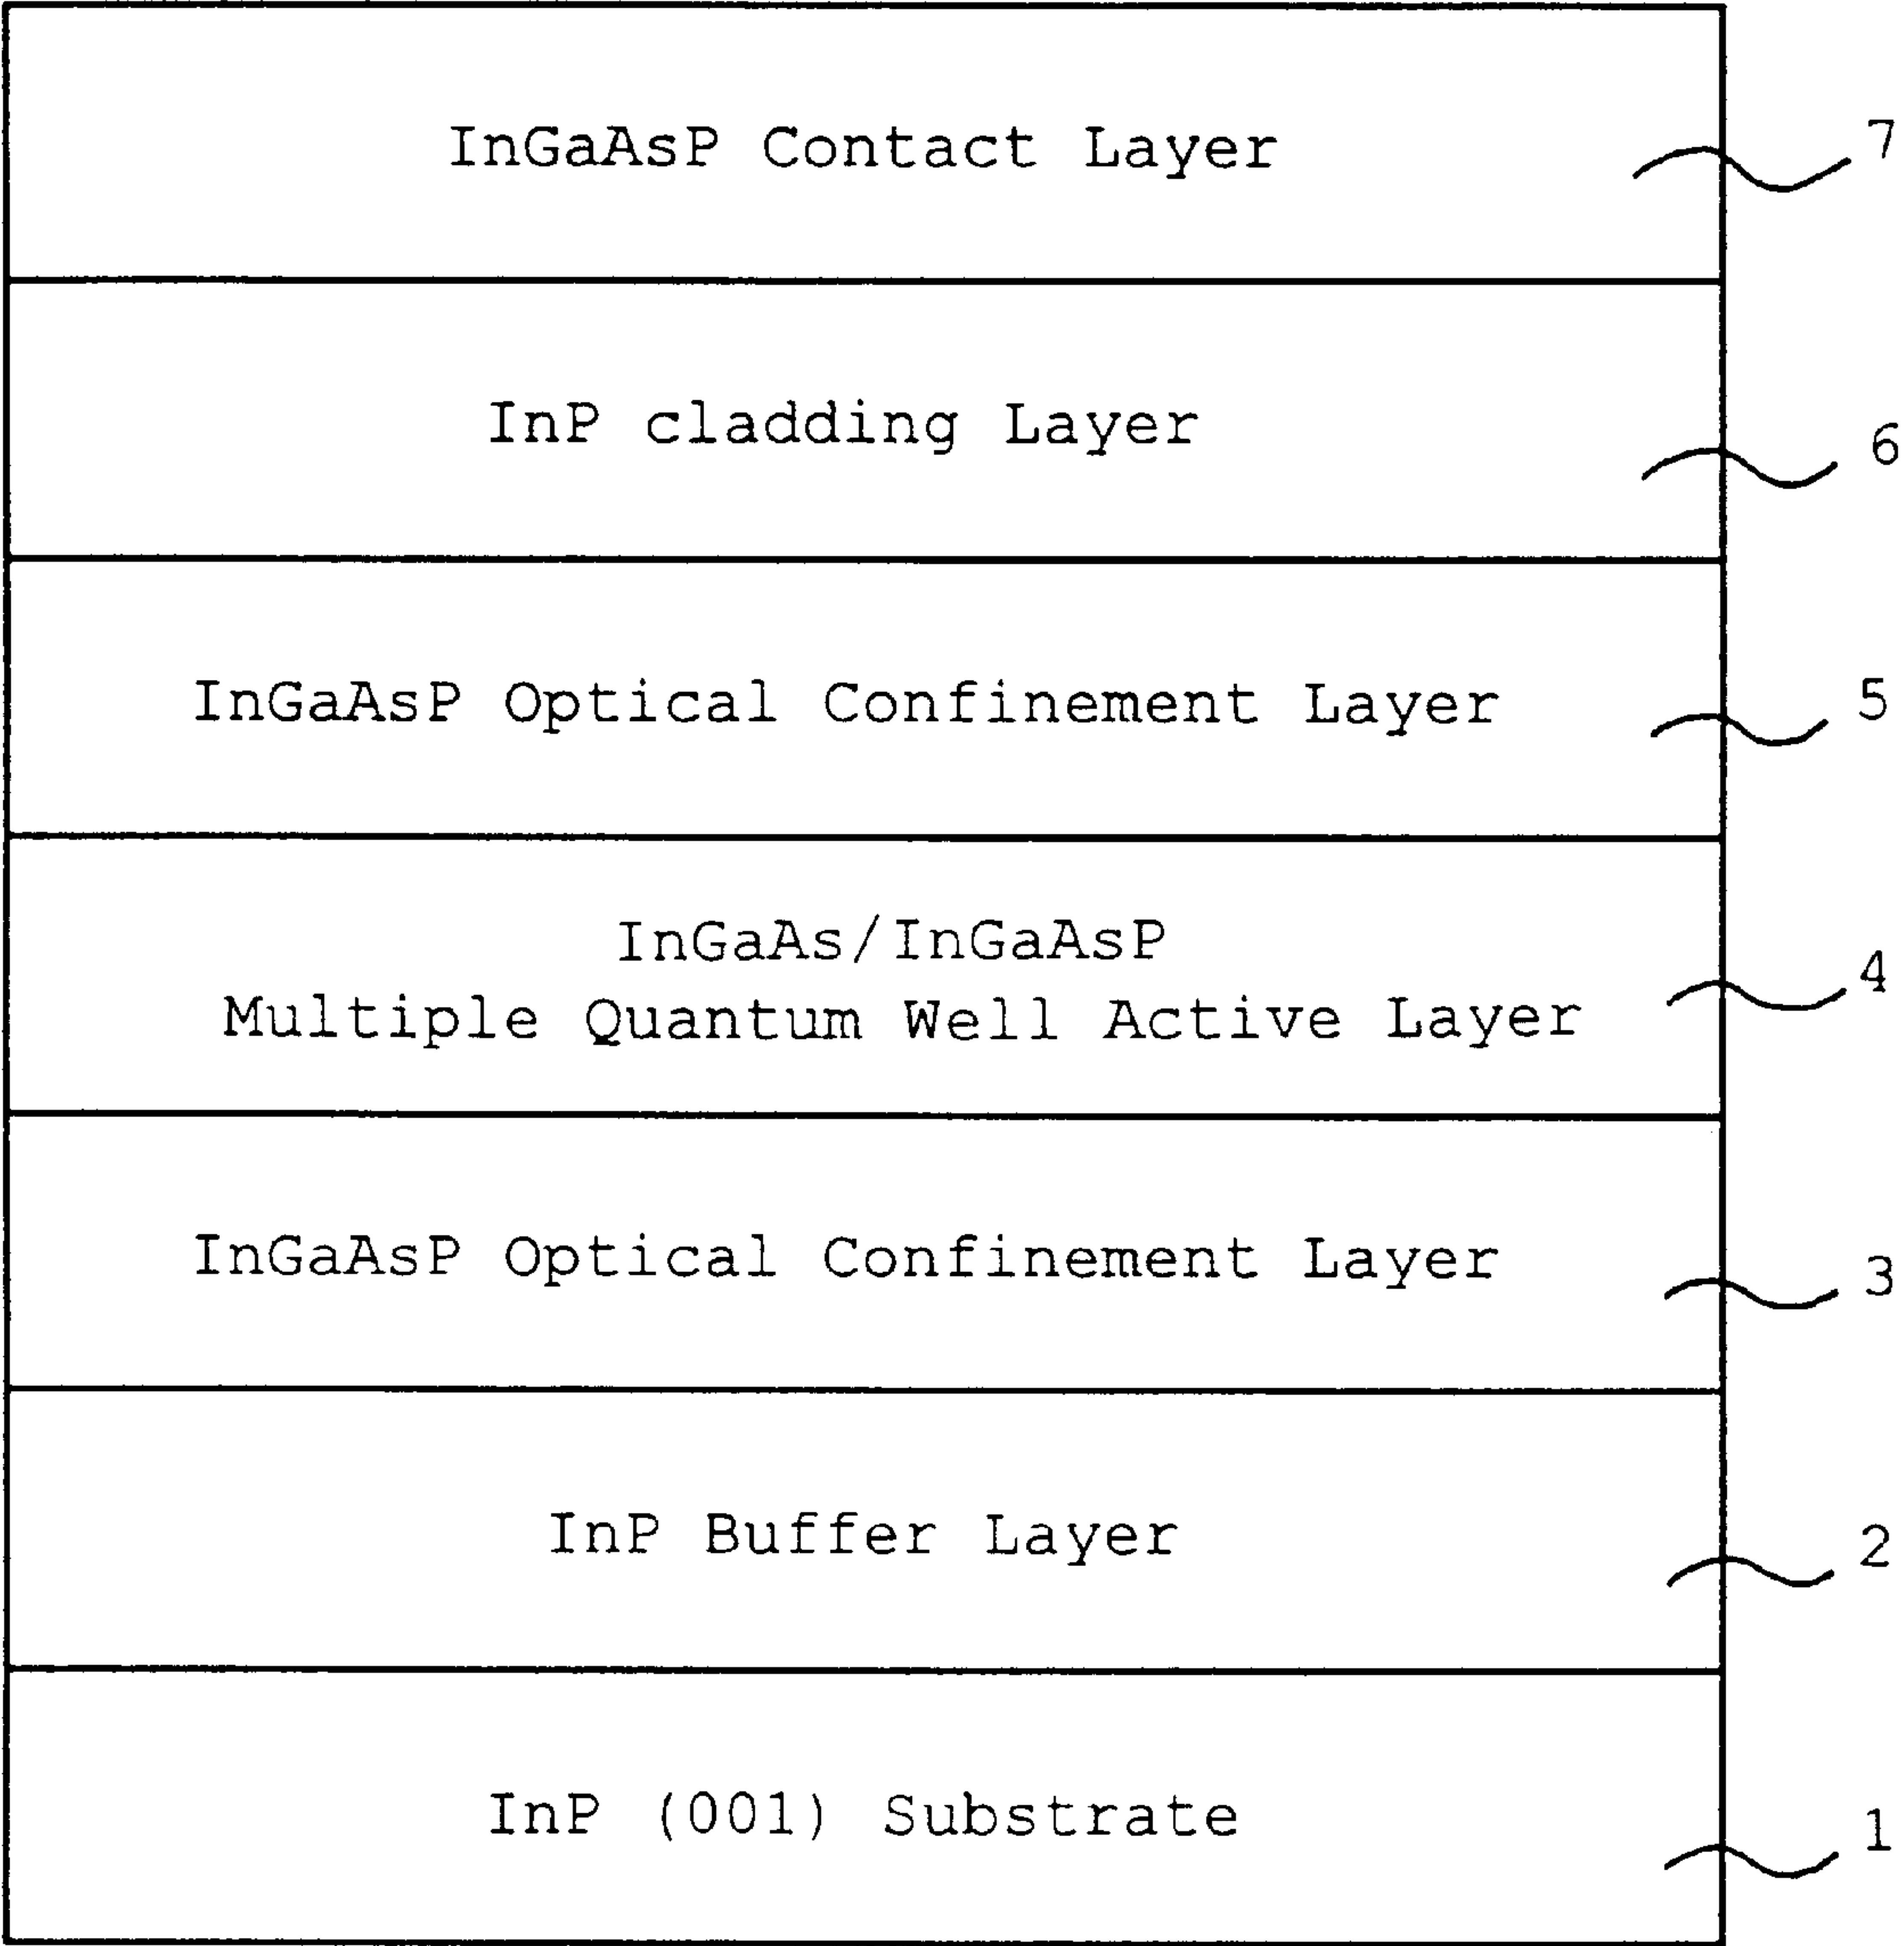 InGaAsP Contact Layer
7
InP cladding Layer
6
InGaAsP Optical Confinement Layer
5
InGaAs/InGaAsP
Multiple Quantum Well Active Layer
4
InGaAsP Optical Confinement Layer
3
InP Buffer Layer
2
InP (001) Substrate
1